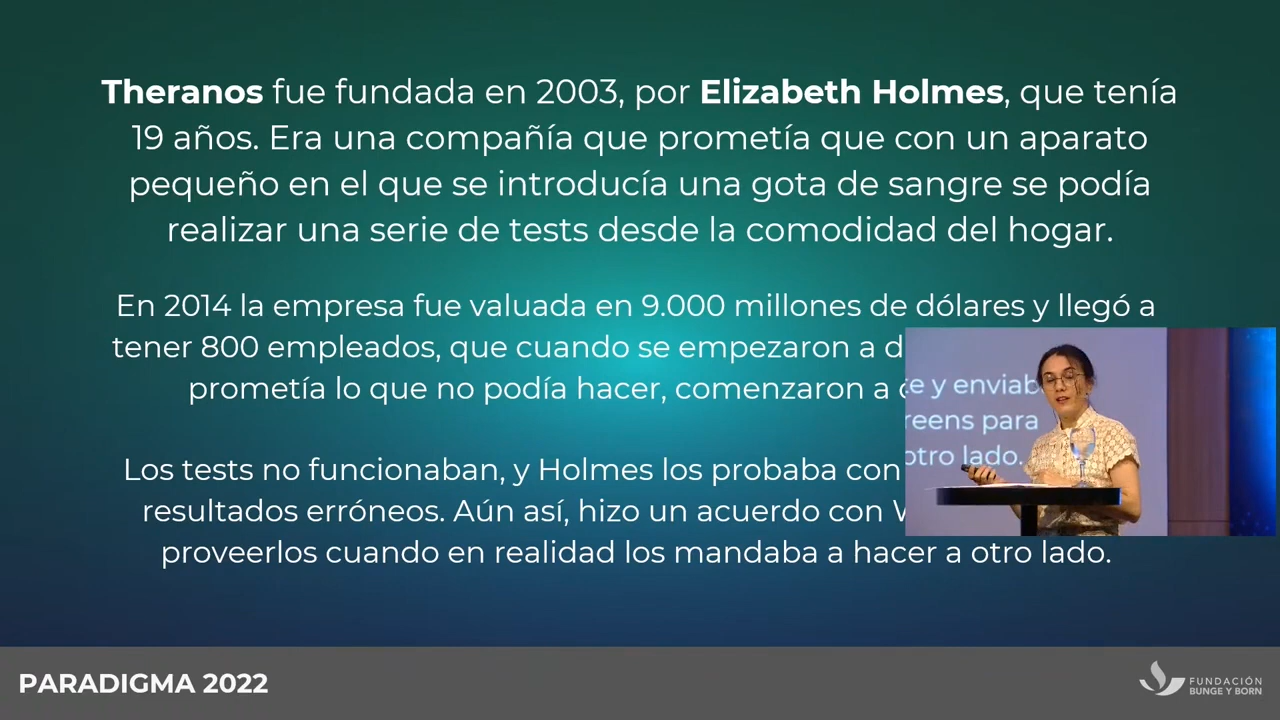 Theranos fue fundada en 2003, por Elizabeth Holmes, que tenía
19 años. Era una compañía que prometía que con un aparato
pequeño en el que se introducía una gota de sangre se podía
realizar una serie de tests desde la comodidad del hogar.
En 2014 la empresa fue valuada en 9.000 millones de dólares y llegó a
tener 800 empleados, que cuando se empezaron a
prometía lo que no podía hacer, comenzaron a
Los tests no funcionaban, y Holmes los probaba con
resultados erróneos. Aún así, hizo un acuerdo con
proveerlos cuando en realidad los mandaba a hacer a otro lado.
y enviab
reens para
otro lado.
PARADIGMA 2022
FUNDACIÓN
BUNGE Y BORN